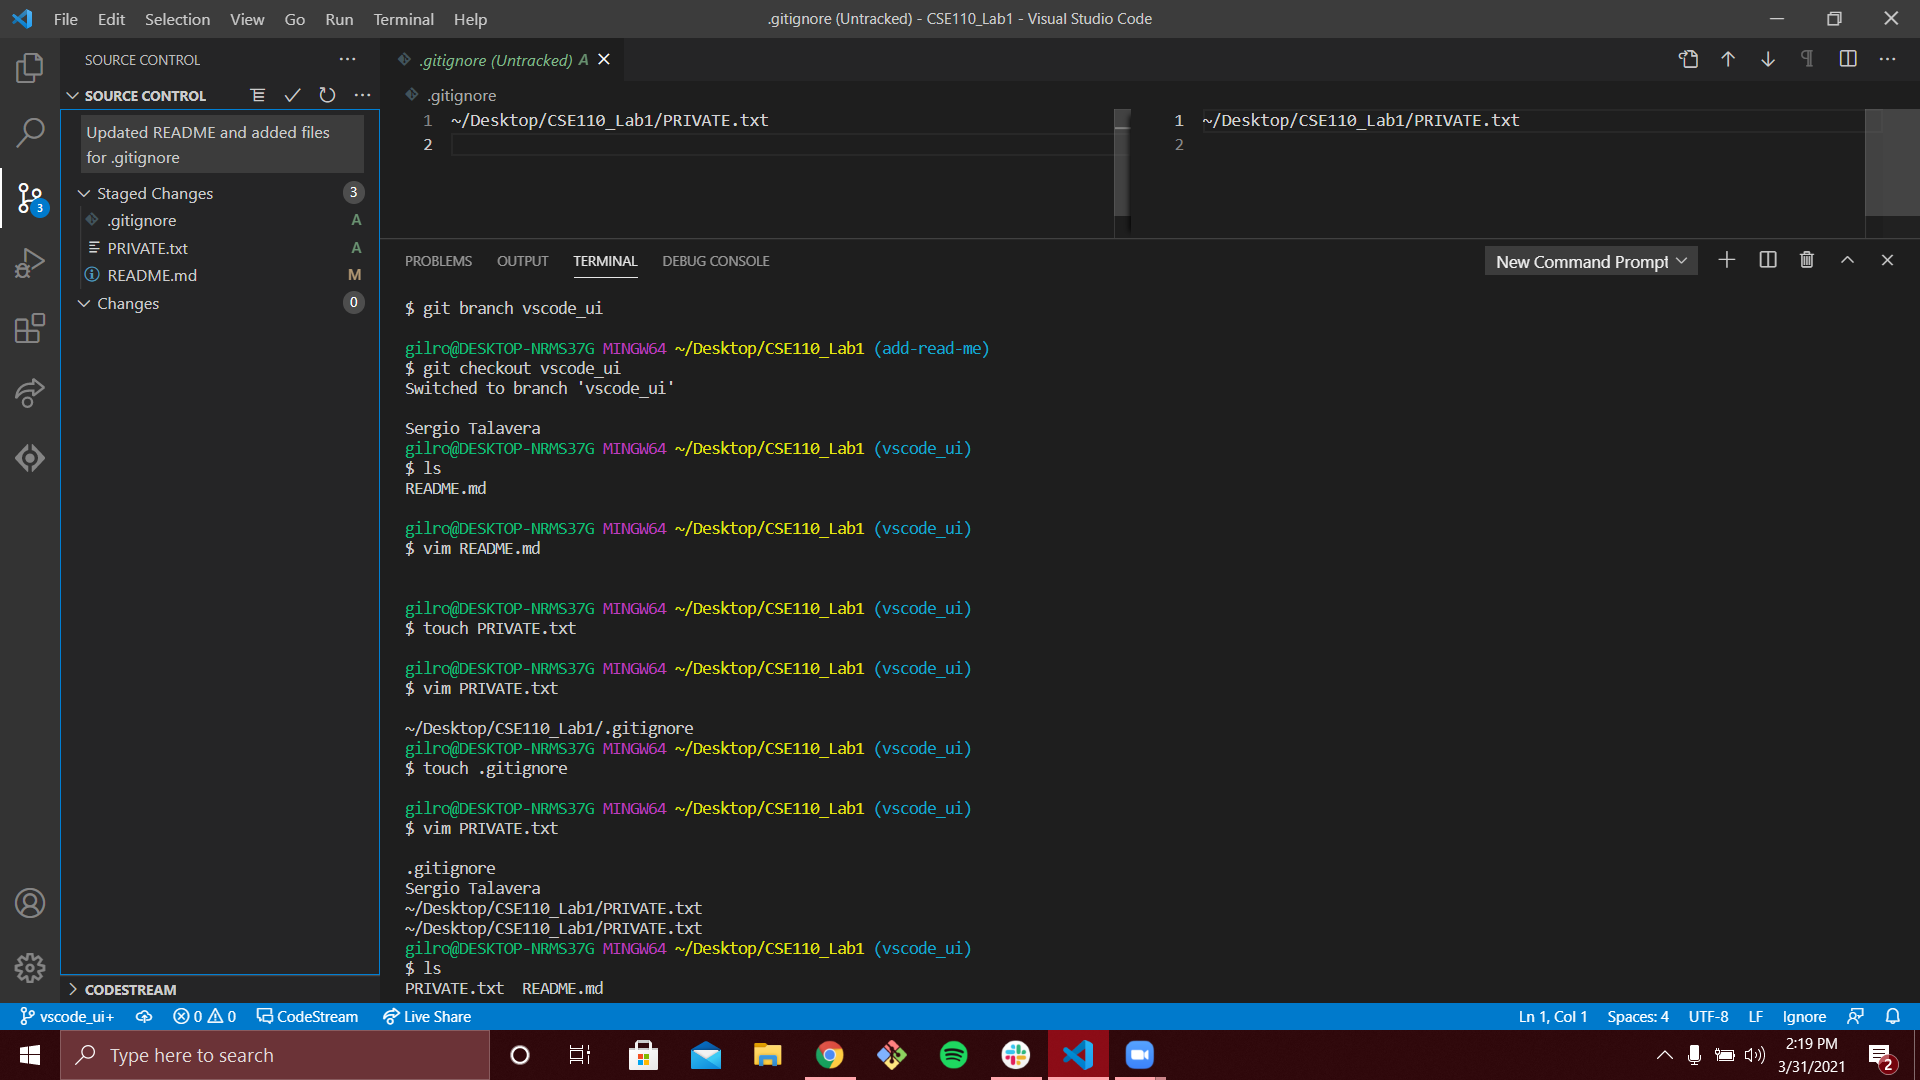 File Edit Selection View Go Run Terminal Help
.gitignore (Untracked) - CSE110_Lab1 - Visual Studio Code
SOURCE CONTROL
SOURCE CONTROL
Updated README and added files
for .gitignore
Staged Changes 3
.gitignore A
PRIVATE.txt A
README.md M
Changes 0
3
CODESTREAM
.gitignore (Untracked) A
.gitignore
1 ~/Desktop/CSE110_Lab1/PRIVATE.txt
2
1 ~/Desktop/CSE110_Lab1/PRIVATE.txt
2
PROBLEMS OUTPUT TERMINAL DEBUG CONSOLE
New Command Prompt
$ git branch vscode_ui
gilro@DESKTOP-NRMS37G MINGW64 ~/Desktop/CSE110_Lab1 (add-read-me)
$ git checkout vscode_ui
Switched to branch 'vscode_ui'
Sergio Talavera
gilro@DESKTOP-NRMS37G MINGW64 ~/Desktop/CSE110_Lab1 (vscode_ui)
$ ls
README.md
gilro@DESKTOP-NRMS37G MINGW64 ~/Desktop/CSE110_Lab1 (vscode_ui)
$ vim README.md
gilro@DESKTOP-NRMS37G MINGW64 ~/Desktop/CSE110_Lab1 (vscode_ui)
$ touch PRIVATE.txt
gilro@DESKTOP-NRMS37G MINGW64 ~/Desktop/CSE110_Lab1 (vscode_ui)
$ vim PRIVATE.txt
~/Desktop/CSE110_Lab1/.gitignore
gilro@DESKTOP-NRMS37G MINGW64 ~/Desktop/CSE110_Lab1 (vscode_ui)
$ touch .gitignore
gilro@DESKTOP-NRMS37G MINGW64 ~/Desktop/CSE110_Lab1 (vscode_ui)
$ vim PRIVATE.txt
.gitignore
Sergio Talavera
~/Desktop/CSE110_Lab1/PRIVATE.txt
~/Desktop/CSE110_Lab1/PRIVATE.txt
gilro@DESKTOP-NRMS37G MINGW64 ~/Desktop/CSE110_Lab1 (vscode_ui)
$ ls
PRIVATE.txt README.md
vscode_ui+ 0 0 CodeStream Live Share
Ln 1, Col 1 Spaces: 4 UTF-8 LF Ignore
Type here to search
2:19 PM
3/31/2021
2